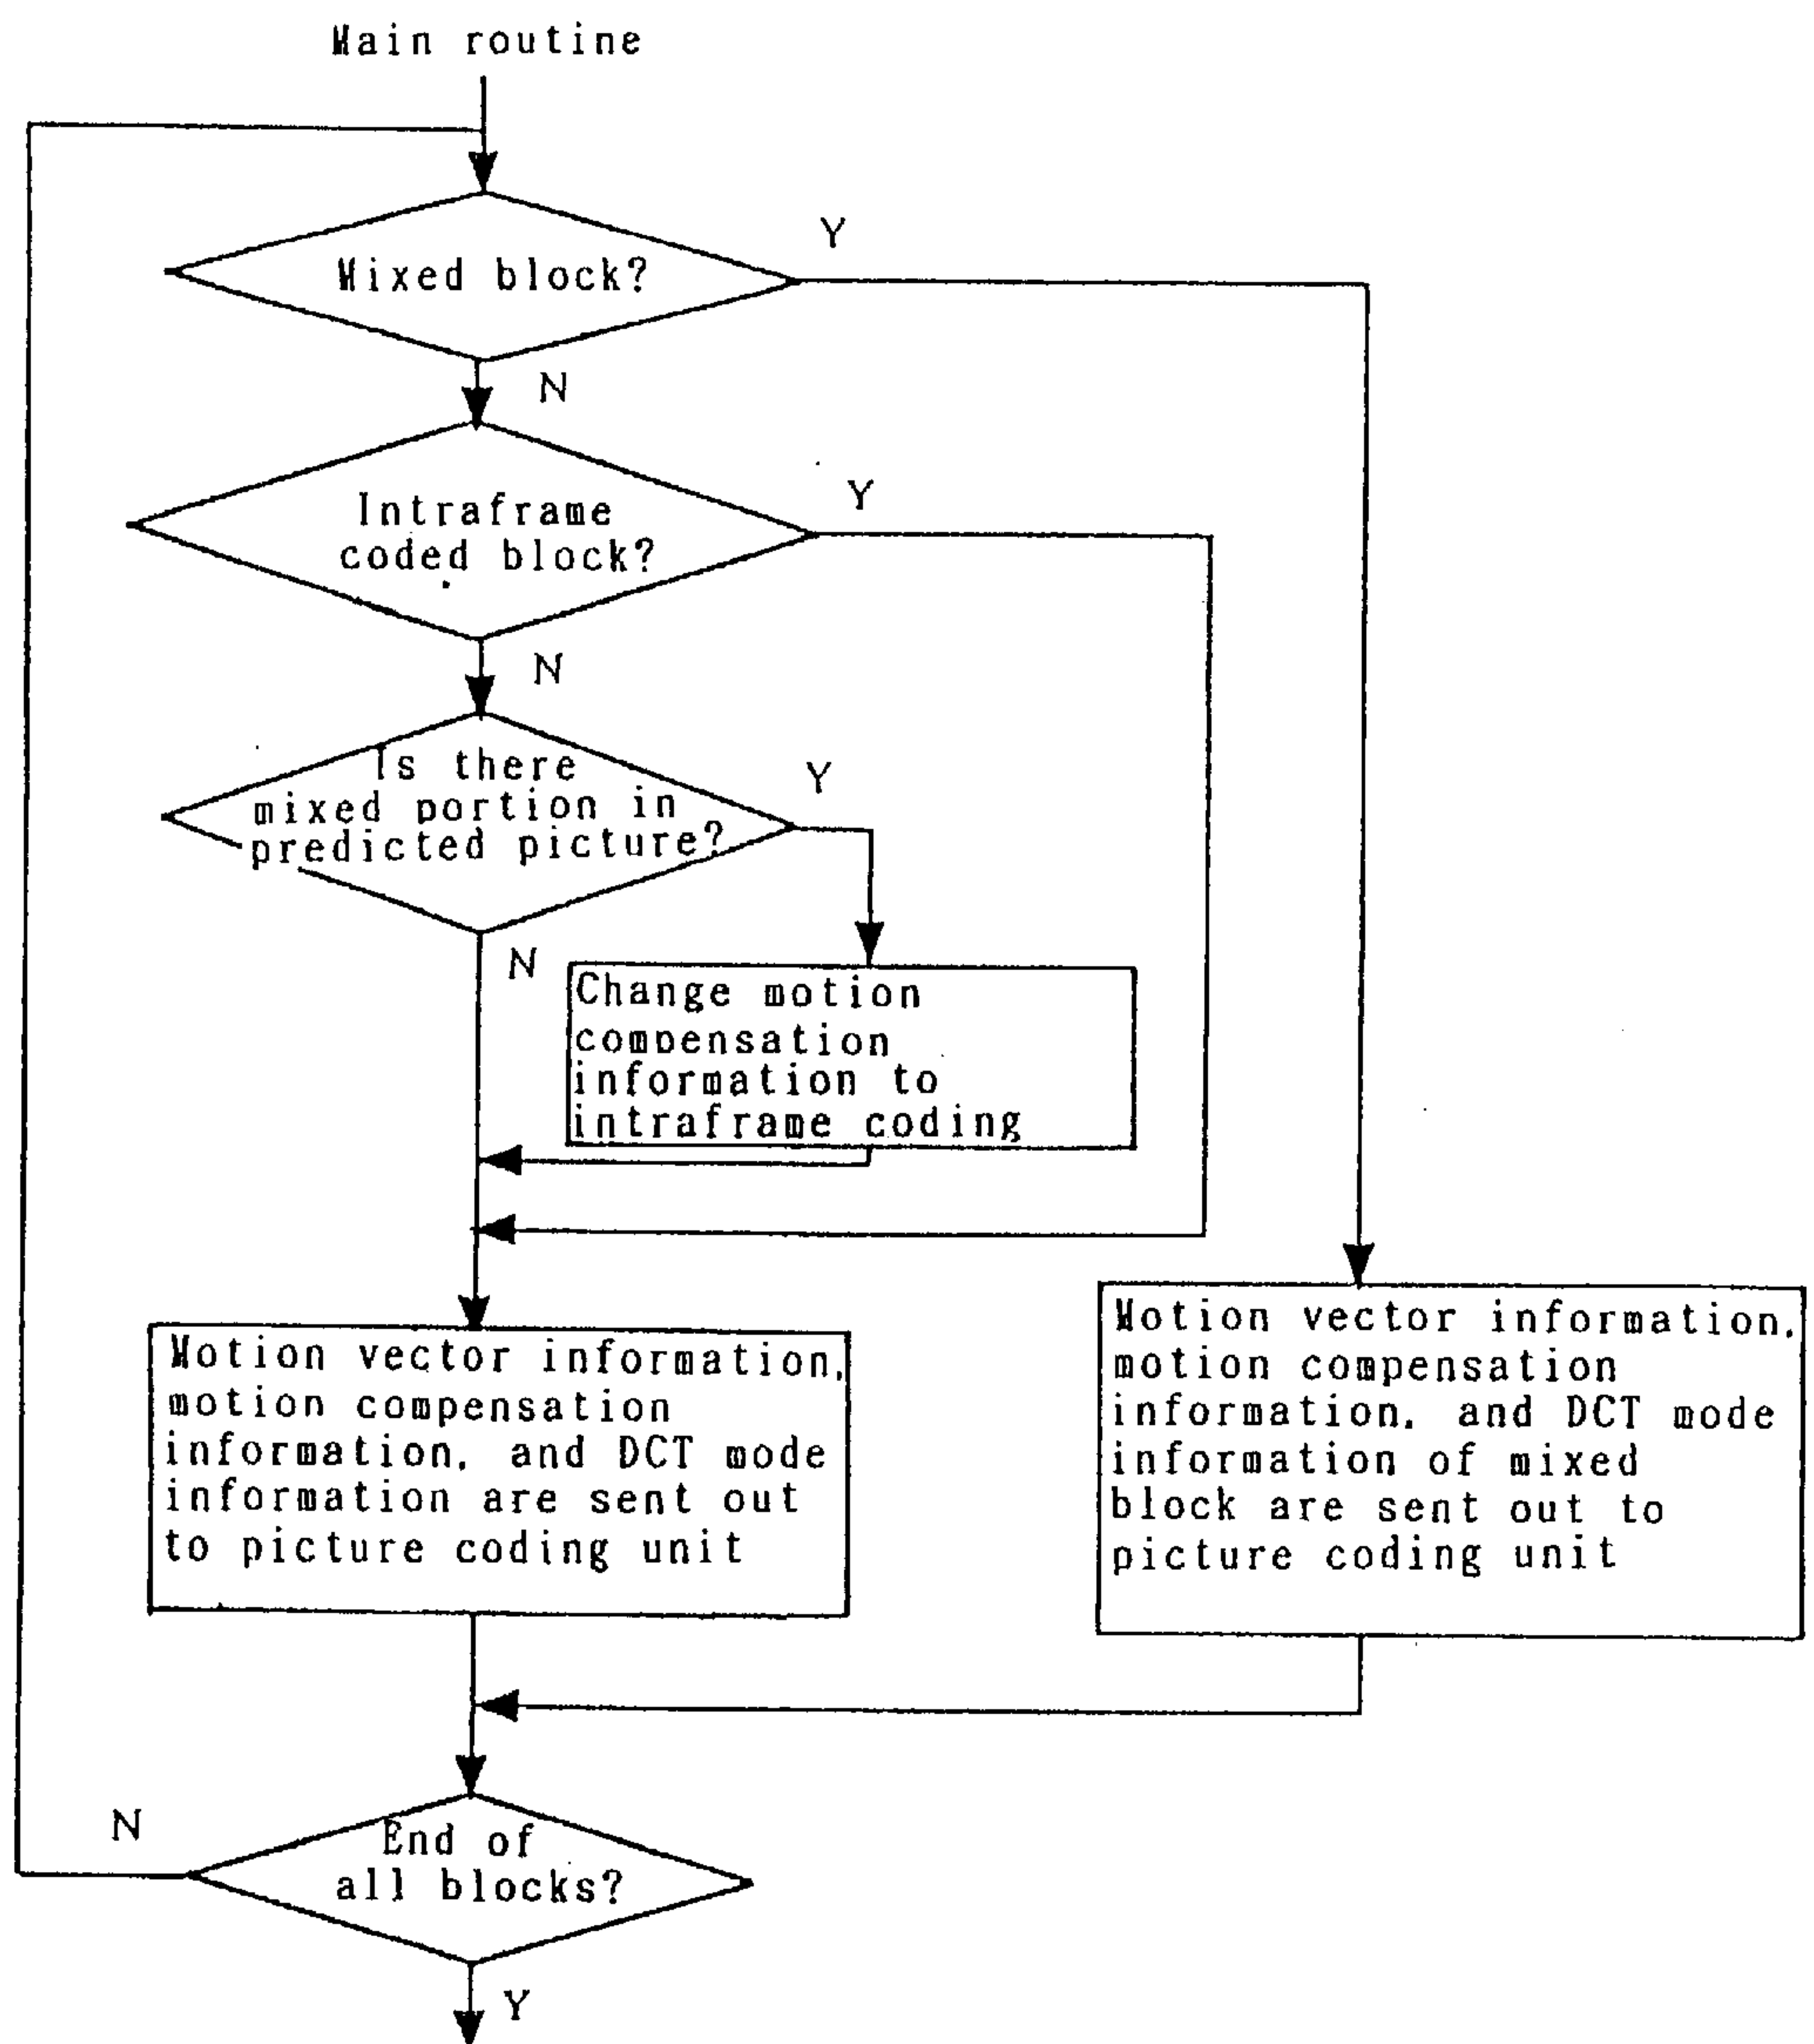 Main routine
Mixed block?
Y
N
Intraframe
coded block?
Y
N
Is there
mixed portion in
predicted picture?
Y
N
Change motion
compensation
information to
intraframe coding
Motion vector information,
motion compensation
information, and DCT mode
information are sent out
to picture coding unit
Motion vector information,
motion compensation
information, and DCT mode
information of mixed
block are sent out to
picture coding unit
End of
all blocks?
N
Y